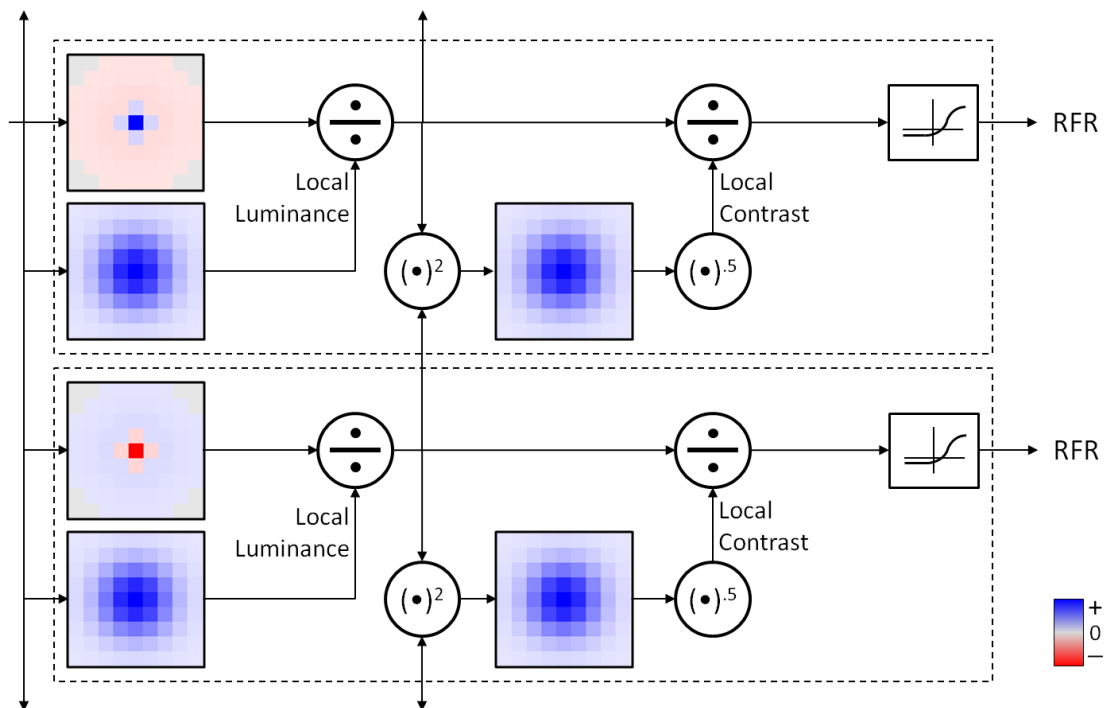 RFR
Local
Luminance
Local
Contrast
(•)²
(•)·⁵
RFR
Local
Luminance
Local
Contrast
(•)²
(•)·⁵
+
0
−